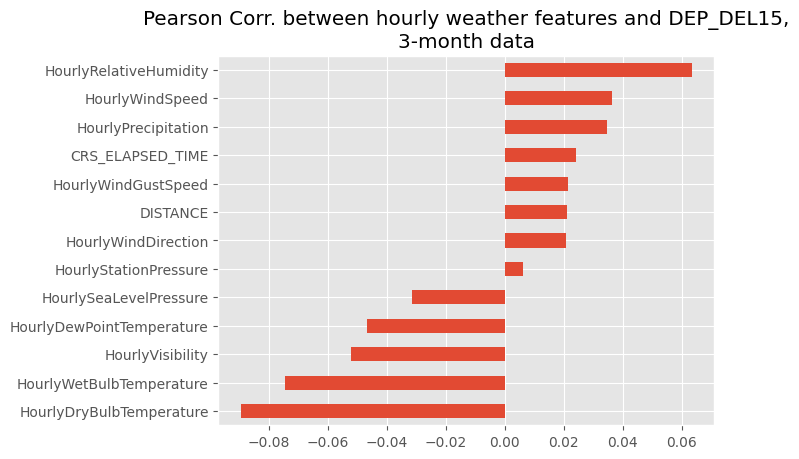 Pearson Corr. between hourly weather features and DEP_DEL15,
3-month data
HourlyRelativeHumidity
HourlyWindSpeed
HourlyPrecipitation
CRS_ELAPSED_TIME
HourlyWindGustSpeed
DISTANCE
HourlyWindDirection
HourlyStationPressure
HourlySeaLevelPressure
HourlyDewPointTemperature
HourlyVisibility
HourlyWetBulbTemperature
HourlyDryBulbTemperature
−0.08 −0.06 −0.04 −0.02 0.00 0.02 0.04 0.06